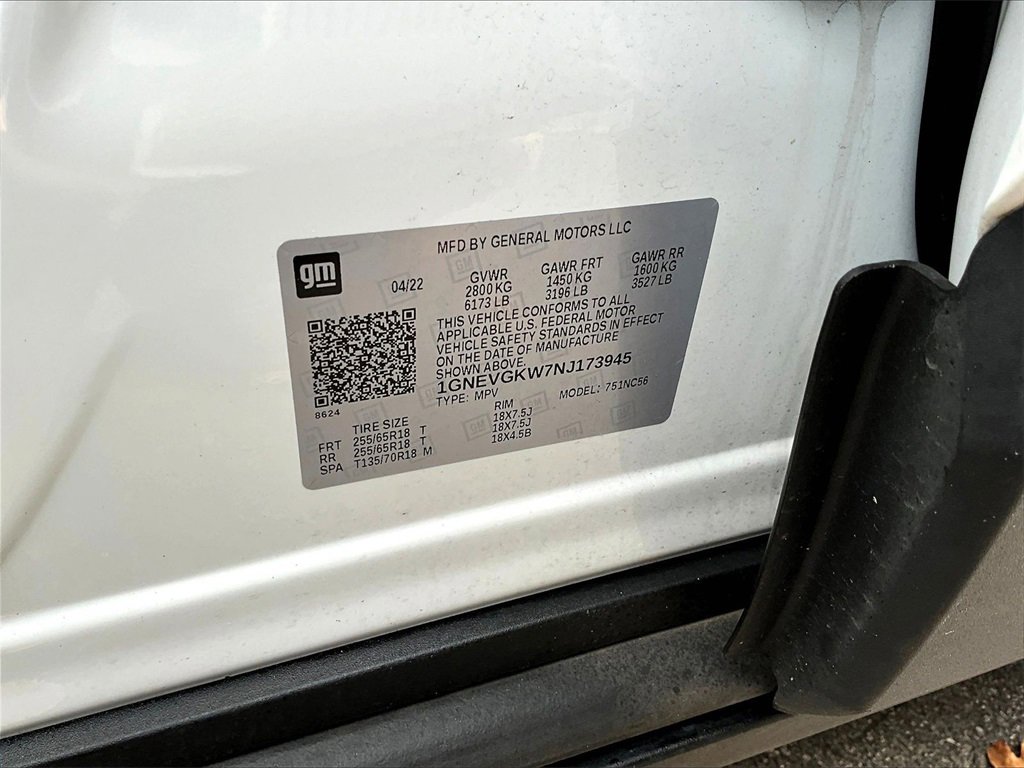 MFD BY GENERAL MOTORS LLC
gm
04/22
GVWR GAWR FRT GAWR RR
2800 KG 1450 KG 1600 KG
6173 LB 3196 LB 3527 LB
THIS VEHICLE CONFORMS TO ALL
APPLICABLE U.S. FEDERAL MOTOR
VEHICLE SAFETY STANDARDS IN EFFECT
ON THE DATE OF MANUFACTURE
SHOWN ABOVE.
1GNEVGKW7NJ173945
TYPE: MPV MODEL: 751NC56
8624
TIRE SIZE RIM
FRT 255/65R18 T 18X7.5J
RR 255/65R18 T 18X7.5J
SPA T135/70R18 M 18X4.5B